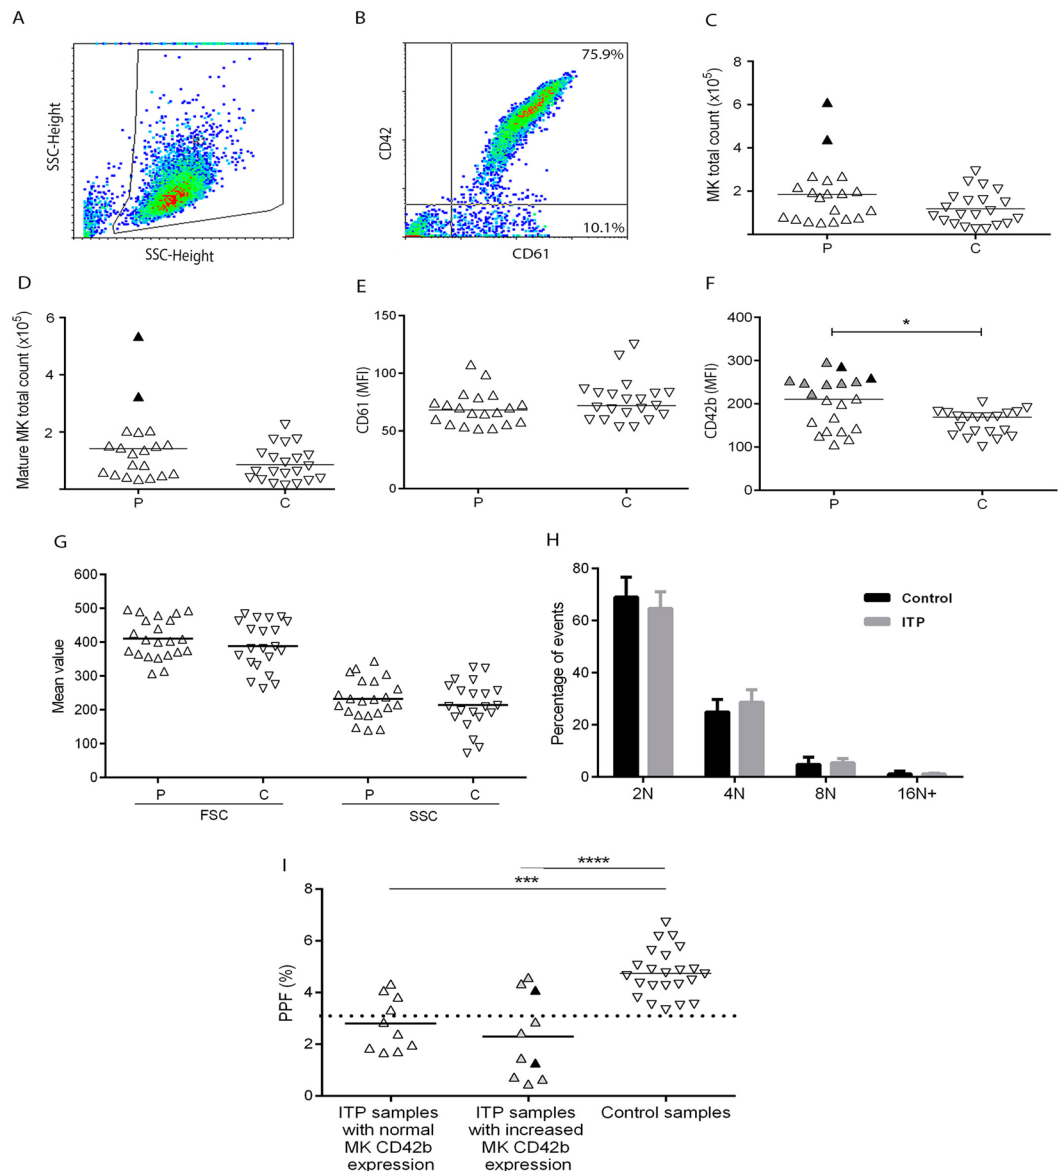 A
SSC-Height
SSC-Height
B
75.9%
CD42
10.1%
CD61
C
MK total count (x10⁵)
8
6
4
2
P
C
D
Mature MK total count (x10⁵)
6
4
2
P
C
E
CD61 (MFI)
150
100
50
0
P
C
F
CD42b (MFI)
400
300
200
100
0
*
P
C
G
Mean value
600
500
400
300
200
100
0
P
C
P
C
FSC
SSC
H
Percentage of events
80
60
40
20
0
Control
ITP
2N
4N
8N
16N+
I
PPF (%)
8
6
4
2
0
****
***
ITP samples
with normal
MK CD42b
expression
ITP samples
with increased
MK CD42b
expression
Control samples